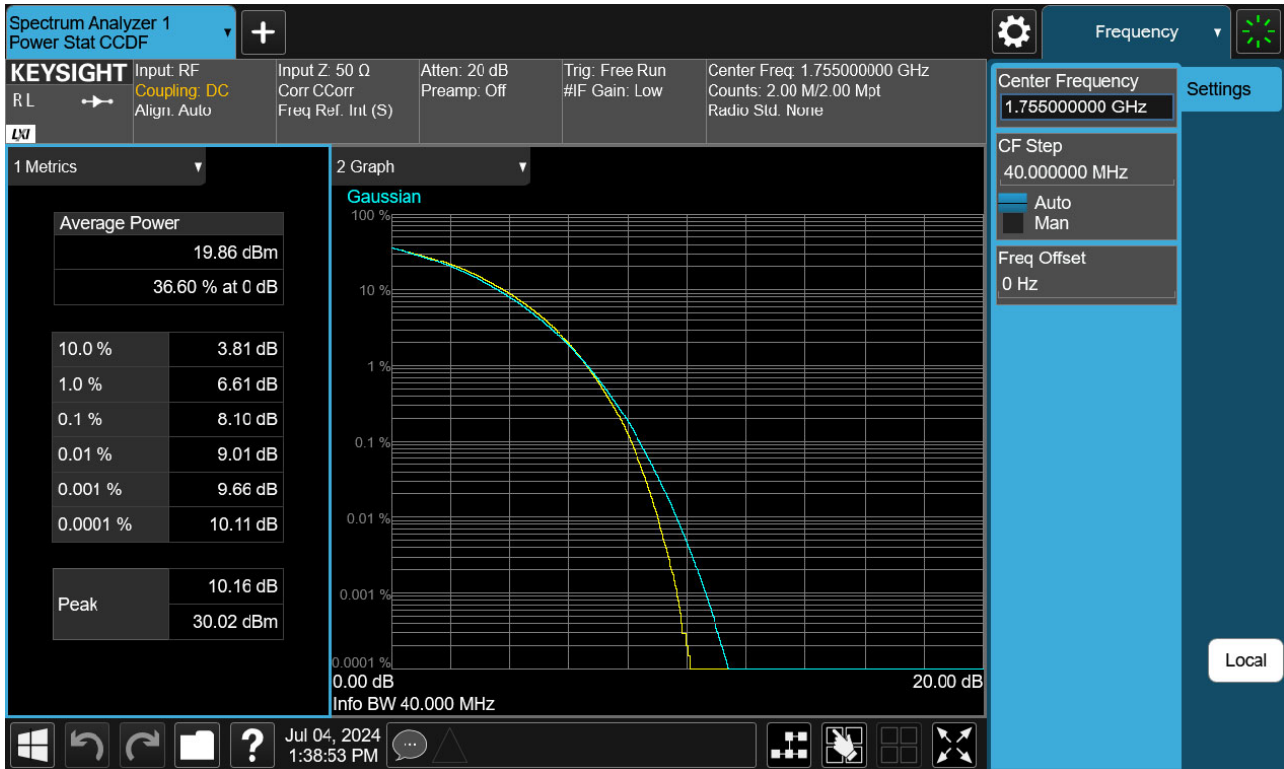 Spectrum Analyzer 1
Power Stat CCDF
Frequency
KEYSIGHT
R L
LXI
Input: RF
Coupling: DC
Align: Auto
Input Z: 50 Ω
Corr CCorr
Freq Ref: Int (S)
Atten: 20 dB
Preamp: Off
Trig: Free Run
#IF Gain: Low
Center Freq: 1.755000000 GHz
Counts: 2.00 M/2.00 Mpt
Radio Std: None
Center Frequency
1.755000000 GHz
Settings
CF Step
40.000000 MHz
Auto
Man
Freq Offset
0 Hz
1 Metrics
Average Power
19.86 dBm
36.60 % at 0 dB
10.0 % 3.81 dB
1.0 % 6.61 dB
0.1 % 8.10 dB
0.01 % 9.01 dB
0.001 % 9.66 dB
0.0001 % 10.11 dB
Peak
10.16 dB
30.02 dBm
2 Graph
Gaussian
100 %
10 %
1 %
0.1 %
0.01 %
0.001 %
0.0001 %
0.00 dB 20.00 dB
Info BW 40.000 MHz
Local
?
Jul 04, 2024
1:38:53 PM